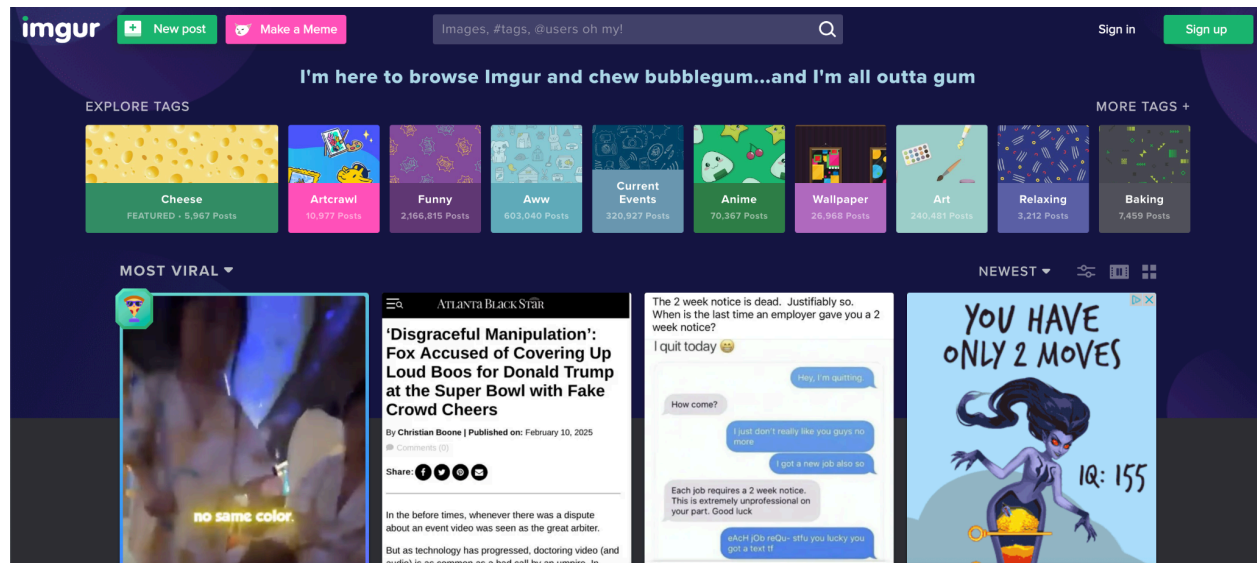 imgur
New post
Make a Meme
Images, #tags, @users oh my!
Sign in
Sign up
I'm here to browse Imgur and chew bubblegum...and I'm all outta gum
EXPLORE TAGS
MORE TAGS +
Cheese
FEATURED - 5,967 Posts
Artcrawl
10,977 Posts
Funny
2,166,815 Posts
Aww
603,040 Posts
Current
Events
320,927 Posts
Anime
70,367 Posts
Wallpaper
26,968 Posts
Art
240,481 Posts
Relaxing
3,212 Posts
Baking
7,459 Posts
MOST VIRAL
NEWEST
no same color.
ATLANTA BLACK STAR
‘Disgraceful Manipulation’:
Fox Accused of Covering Up
Loud Boos for Donald Trump
at the Super Bowl with Fake
Crowd Cheers
By Christian Boone | Published on: February 10, 2025
Comments (0)
Share:
In the before times, whenever there was a dispute
about an event video was seen as the great arbiter.
But as technology has progressed, doctoring video (and
audio) is as common as a bad call by an umpire. In
The 2 week notice is dead. Justifiably so.
When is the last time an employer gave you a 2
week notice?
I quit today 😁
Hey, I'm quitting.
How come?
I just don't really like you guys no
more
I got a new job also so
Each job requires a 2 week notice.
This is extremely unprofessional on
your part. Good luck
eAcH jOb reQu- stfu you lucky you
got a text tf
YOU HAVE
ONLY 2 MOVES
IQ: 155